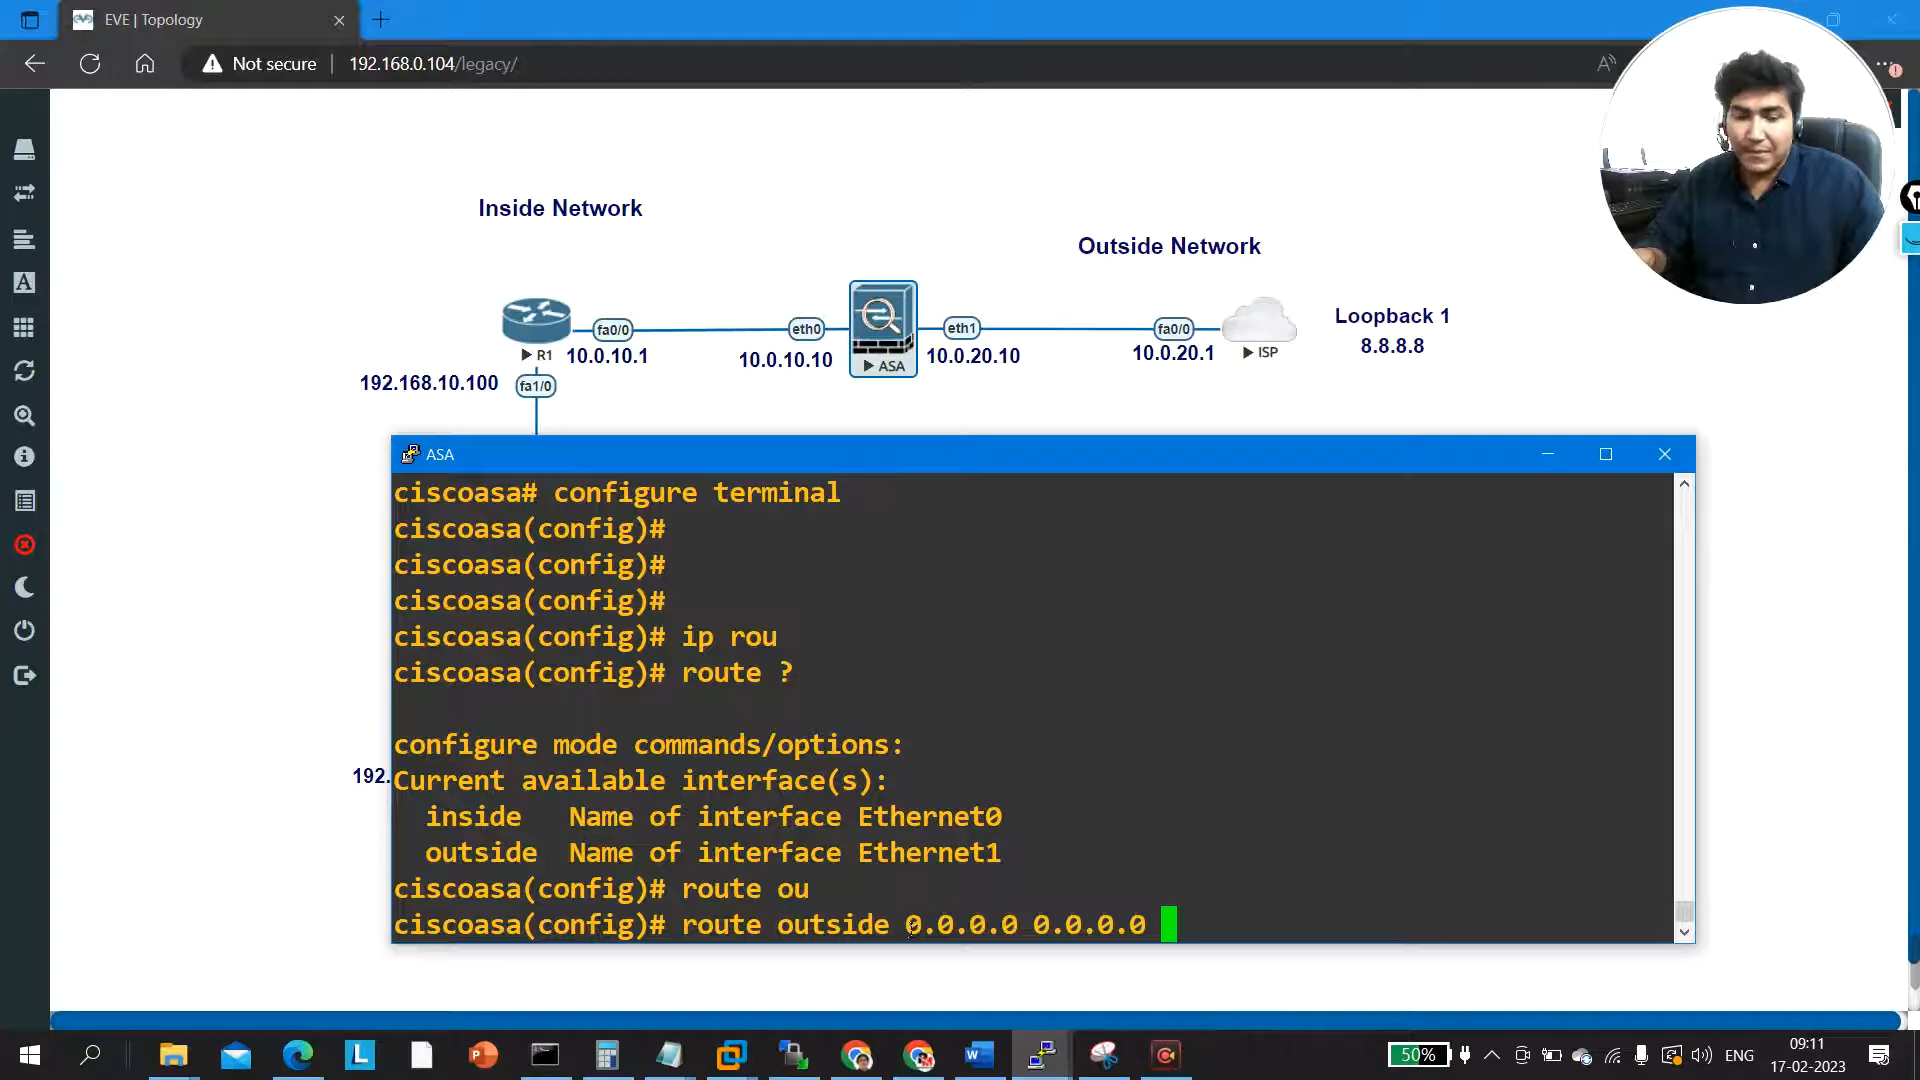 EVE | Topology
Not secure
192.168.0.104/legacy/
Inside Network
Outside Network
fa0/0
eth0
eth1
fa0/0
Loopback 1
R1
10.0.10.1
10.0.10.10
ASA
10.0.20.10
10.0.20.1
ISP
8.8.8.8
192.168.10.100
fa1/0
ASA
ciscoasa# configure terminal
ciscoasa(config)#
ciscoasa(config)#
ciscoasa(config)#
ciscoasa(config)# ip rou
ciscoasa(config)# route ?
configure mode commands/options:
192.
Current available interface(s):
inside Name of interface Ethernet0
outside Name of interface Ethernet1
ciscoasa(config)# route ou
ciscoasa(config)# route outside 0.0.0.0 0.0.0.0
50%
ENG
09:11
17-02-2023